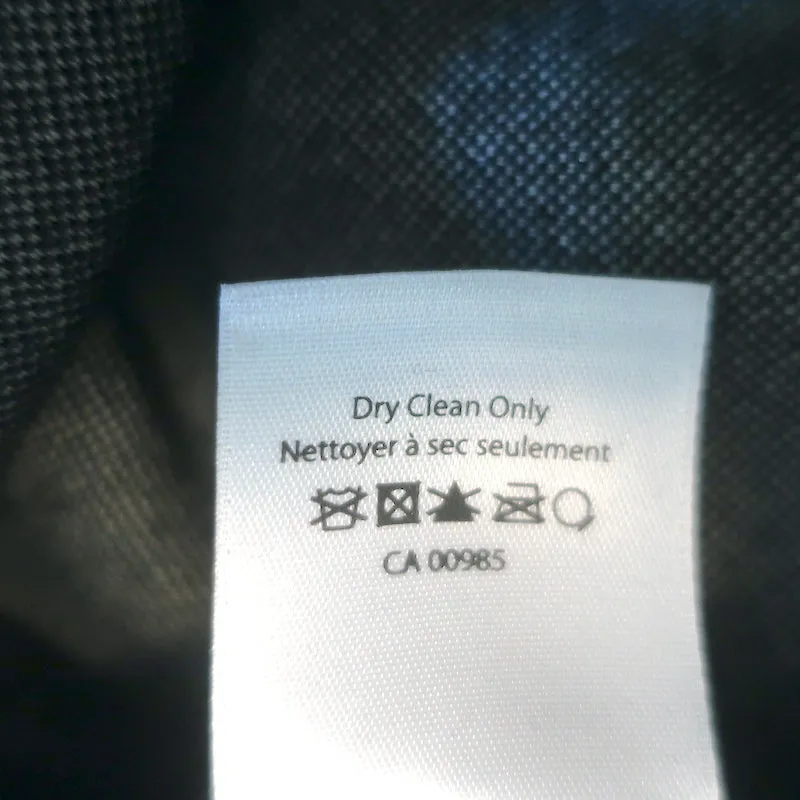 Dry Clean Only
Nettoyer à sec seulement
CA 00985